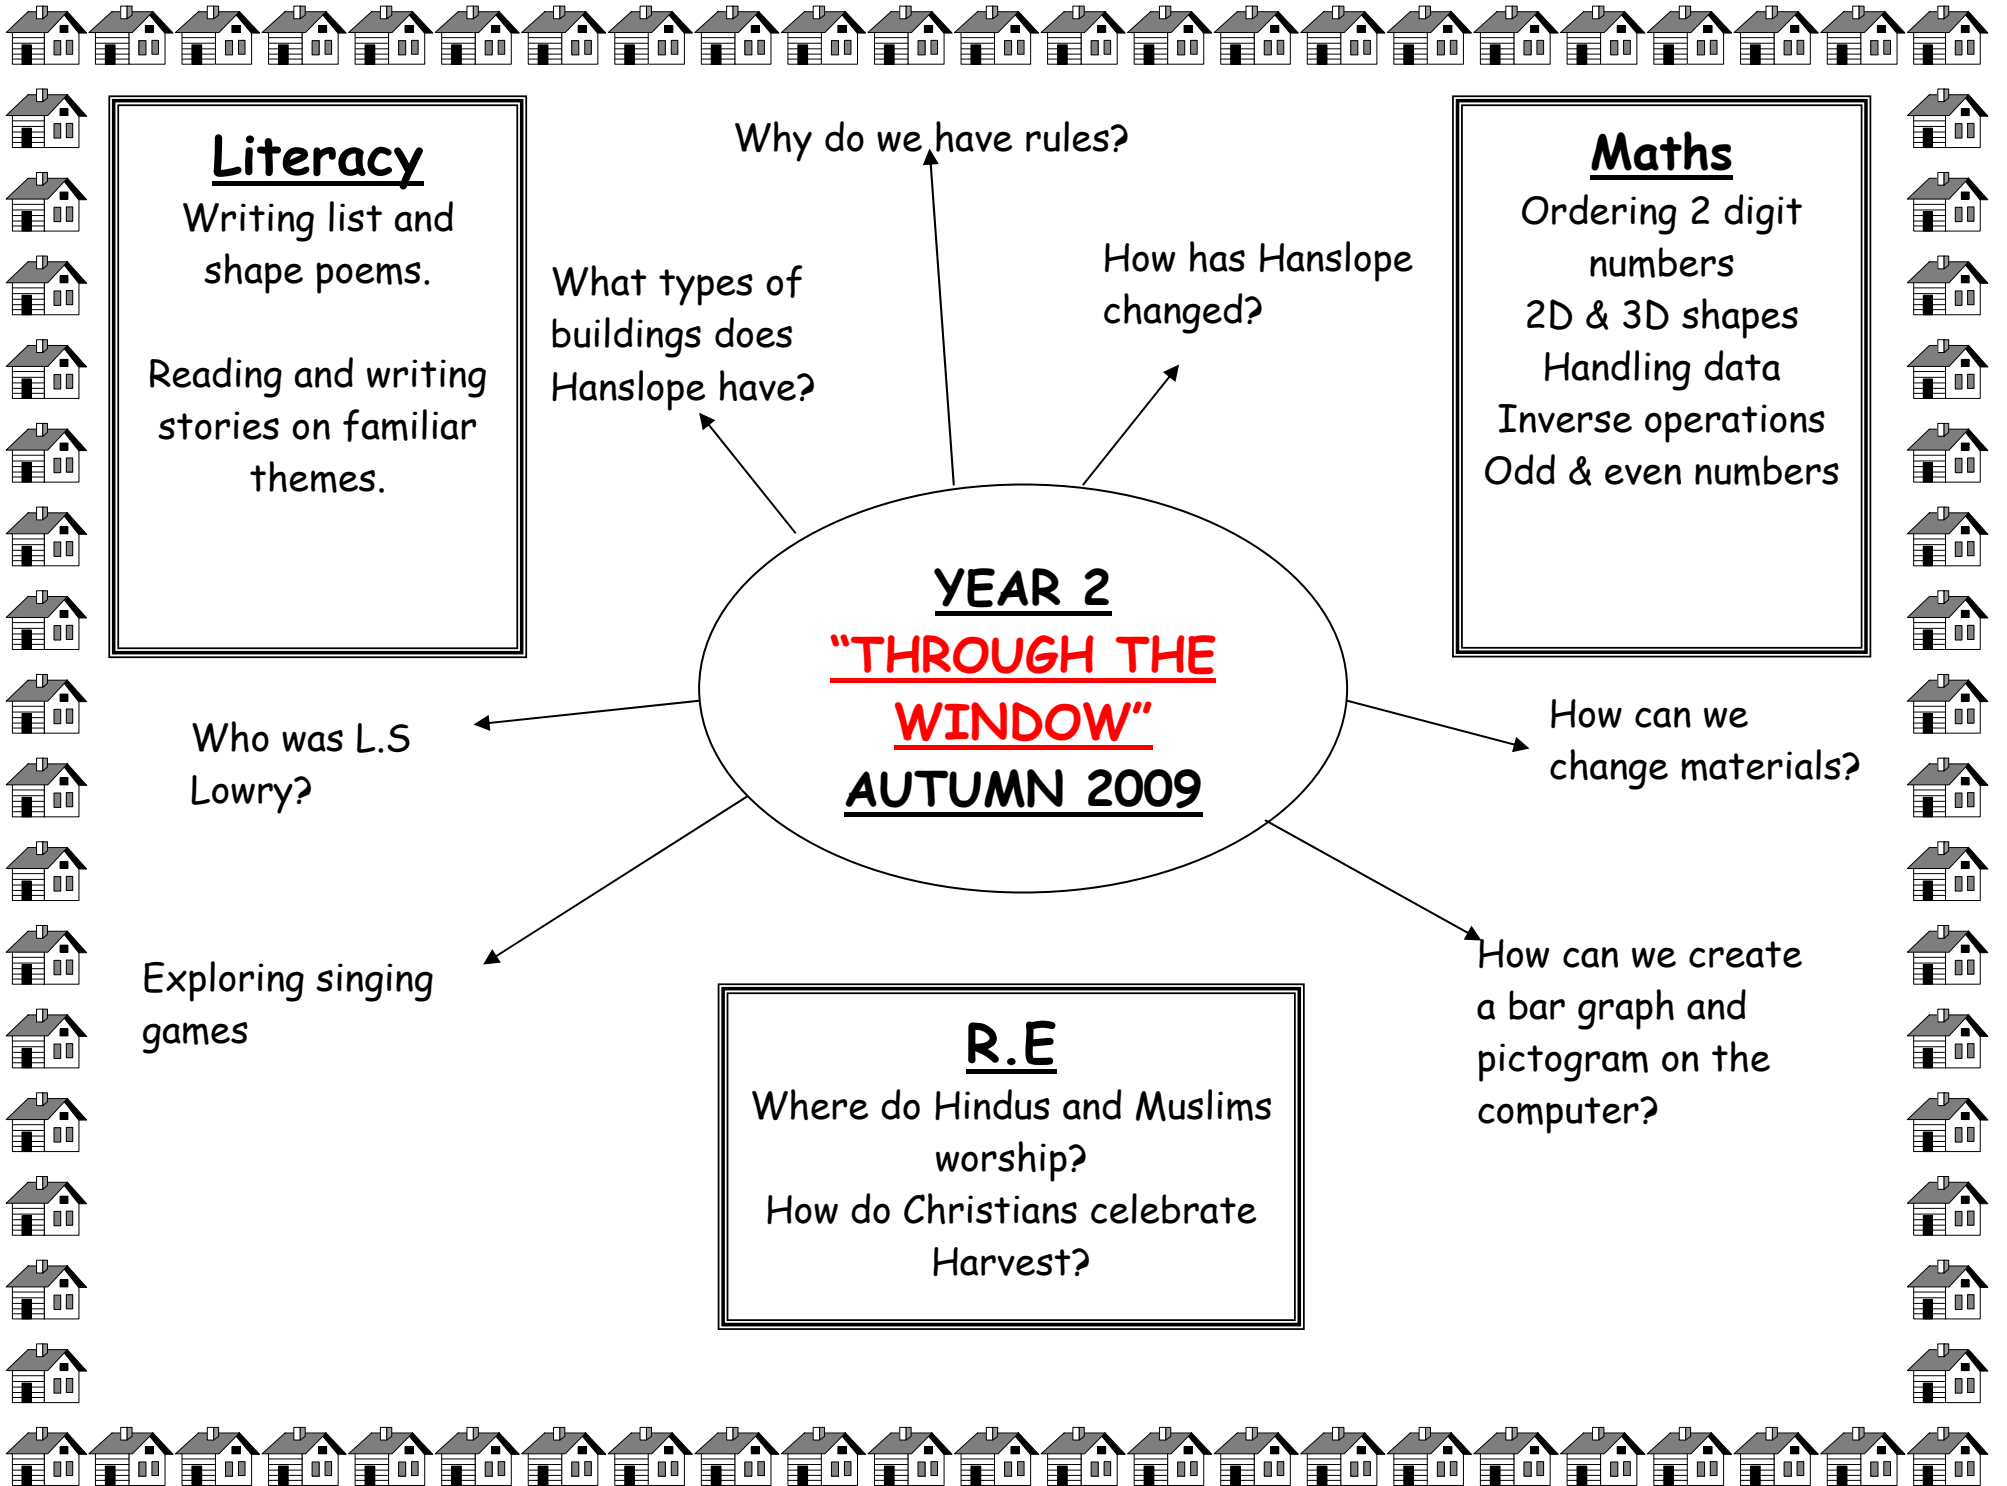 Literacy
Writing list and
shape poems.
Reading and writing
stories on familiar
themes.
Why do we have rules?
What types of
buildings does
Hanslope have?
How has Hanslope
changed?
Maths
Ordering 2 digit
numbers
2D & 3D shapes
Handling data
Inverse operations
Odd & even numbers
YEAR 2
“THROUGH THE
WINDOW”
AUTUMN 2009
Who was L.S
Lowry?
How can we
change materials?
Exploring singing
games
R.E
Where do Hindus and Muslims
worship?
How do Christians celebrate
Harvest?
How can we create
a bar graph and
pictogram on the
computer?